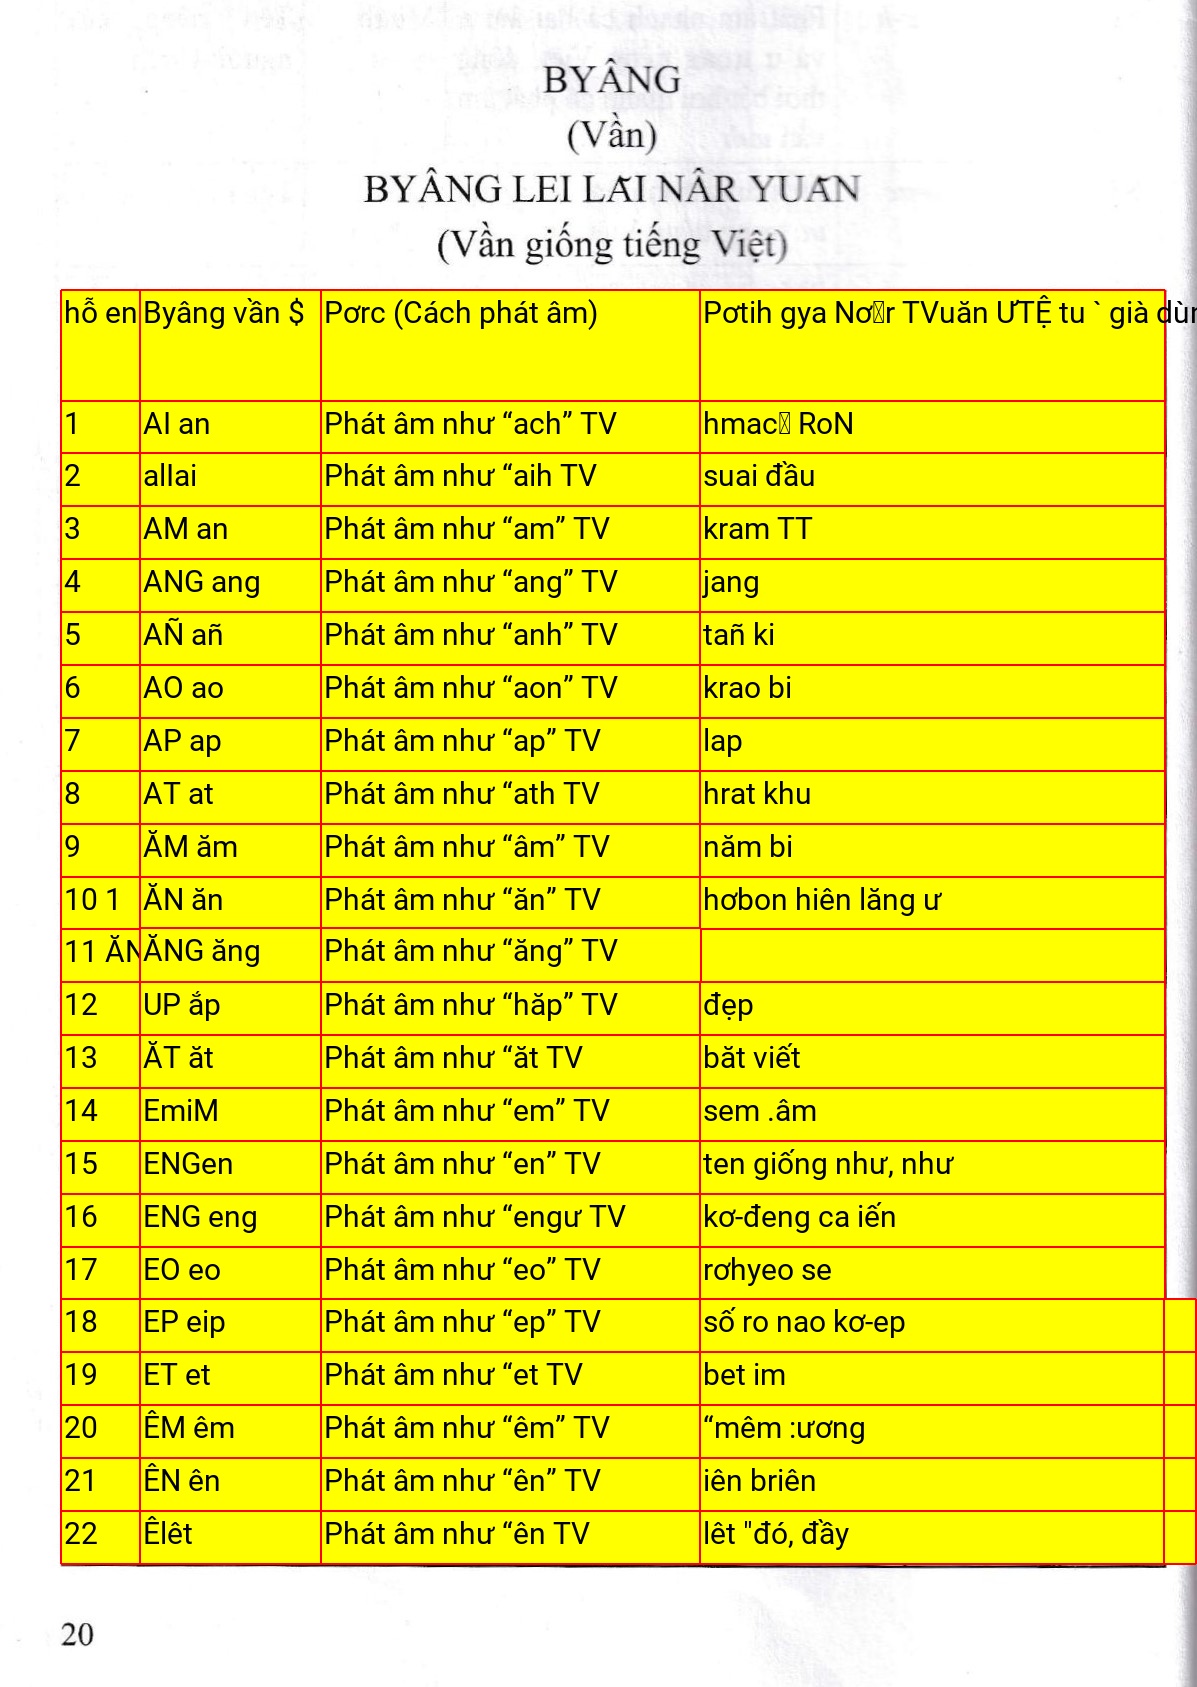 BYÂNG
(Vần)
BYÂNG LEI LĂI NÂR YUĂN
(Vần giống tiếng Việt)
hỗ en Byâng vần $ Pơrc (Cách phát âm) Pơtih gya Nơr TVuăn ƯTỆ tu ` già
1 AI an Phát âm như “ach” TV hmac RoN
2 allai Phát âm như “aih TV suai đầu
3 AM an Phát âm như “am” TV kram TT
4 ANG ang Phát âm như “ang” TV jang
5 AÑ añ Phát âm như “anh” TV tañ ki
6 AO ao Phát âm như “aon” TV krao bi
7 AP ap Phát âm như “ap” TV lap
8 AT at Phát âm như “ath TV hrat khu
9 ĂM ăm Phát âm như “âm” TV năm bi
10 1 ĂN ăn Phát âm như “ăn” TV hơbon hiên lăng ư
11 ĂN ĂNG ăng Phát âm như “ăng” TV
12 UP ắp Phát âm như “hăp” TV đẹp
13 ĂT ăt Phát âm như “ăt TV băt viết
14 EmiM Phát âm như “em” TV sem .âm
15 ENGen Phát âm như “en” TV ten giống như, như
16 ENG eng Phát âm như “engư TV kơ-đeng ca iến
17 EO eo Phát âm như “eo” TV rơhyeo se
18 EP eip Phát âm như “ep” TV số ro nao kơ-ep
19 ET et Phát âm như “et TV bet im
20 ÊM êm Phát âm như “êm” TV “mêm :ương
21 ÊN ên Phát âm như “ên” TV iên briên
22 Êlêt Phát âm như “ên TV lêt "đó, đầy
20